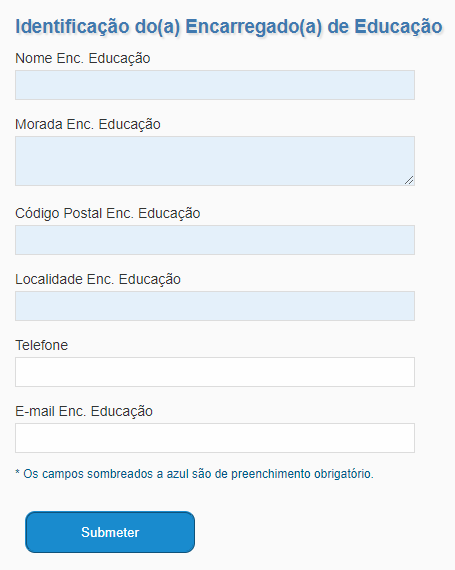 Identificação do(a) Encarregado(a) de Educação
Nome Enc. Educação
Morada Enc. Educação
Código Postal Enc. Educação
Localidade Enc. Educação
Telefone
E-mail Enc. Educação
* Os campos sombreados a azul são de preenchimento obrigatório.
Submeter